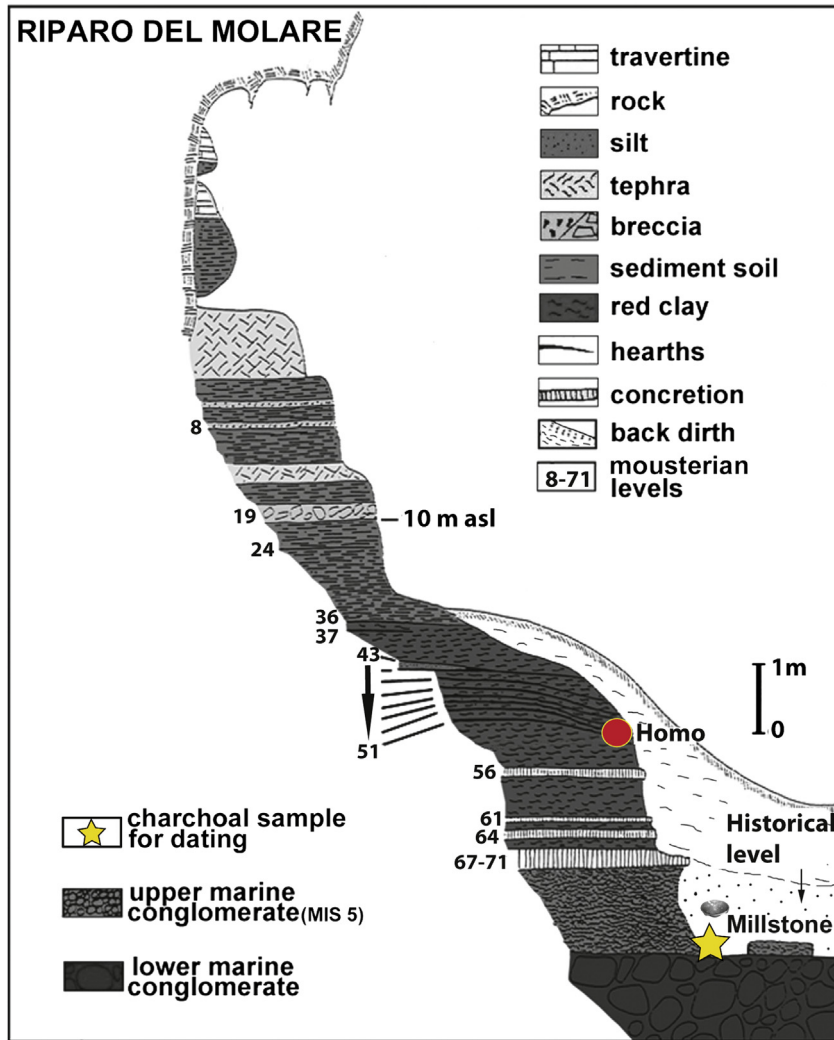 RIPARO DEL MOLARE
travertine
rock
silt
tephra
breccia
sediment soil
red clay
hearths
concretion
back dirth
8-71
mousterian
levels
8
19
10 m asl
24
36
37
43
51
1m
0
Homo
56
61
64
67-71
Historical
level
Millstone
charchoal sample
for dating
upper marine
conglomerate (MIS 5)
lower marine
conglomerate